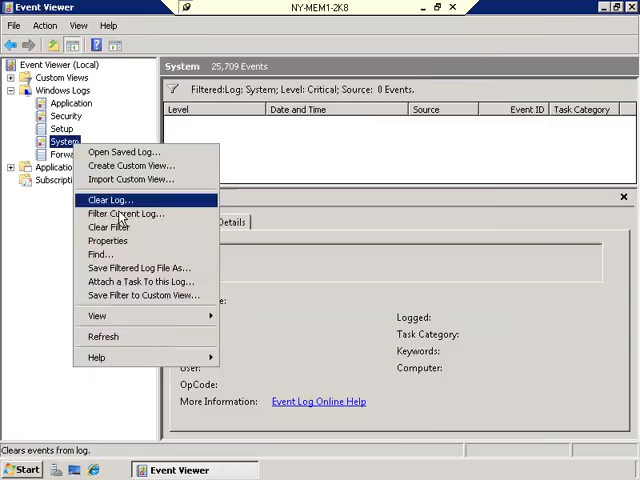 Event Viewer
NY-MEM1-2K8
File Action View Help
Event Viewer (Local)
Custom Views
Windows Logs
Application
Security
Setup
System
Forwa
Applicatio
Subscripti
System 25,709 Events
Filtered:Log: System; Level: Critical; Source: 0 Events.
Level Date and Time Source Event ID Task Category
Open Saved Log...
Create Custom View...
Import Custom View...
Clear Log...
Filter Current Log...
Clear Filter
Properties
Find...
Save Filtered Log File As...
Attach a Task To this Log...
Save Filter to Custom View...
View
Refresh
Help
Details
Logged:
Task Category:
Keywords:
User: Computer:
OpCode:
More Information: Event Log Online Help
Clears events from log.
Start Event Viewer